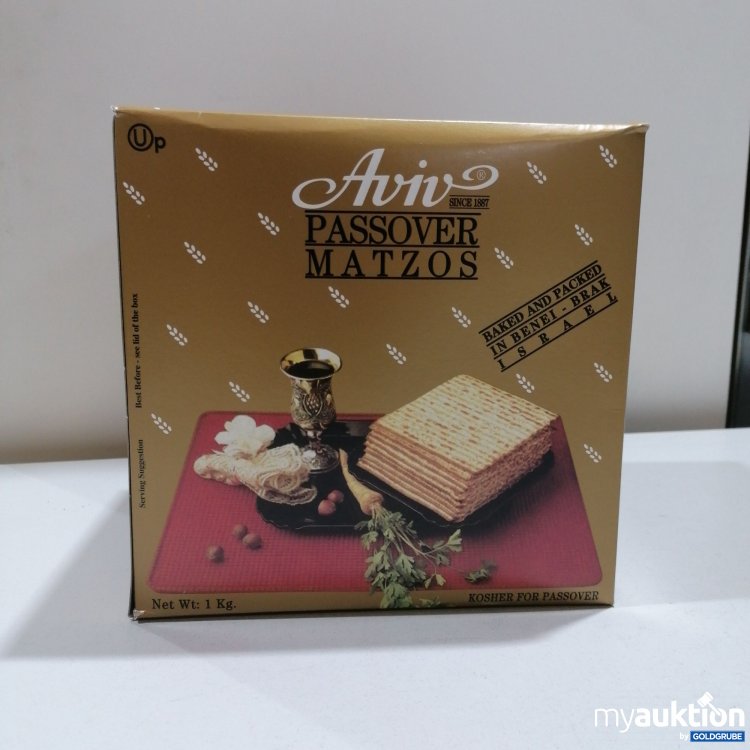 Ⓤp
Aviv®
SINCE 1887
PASSOVER
MATZOS
BAKED AND PACKED
IN BENEI - BRAK
ISRAEL
Best Before - see lid of the box
Serving Suggestion
Net Wt: 1 Kg.
KOSHER FOR PASSOVER
myauktion
by GOLDGRUBE